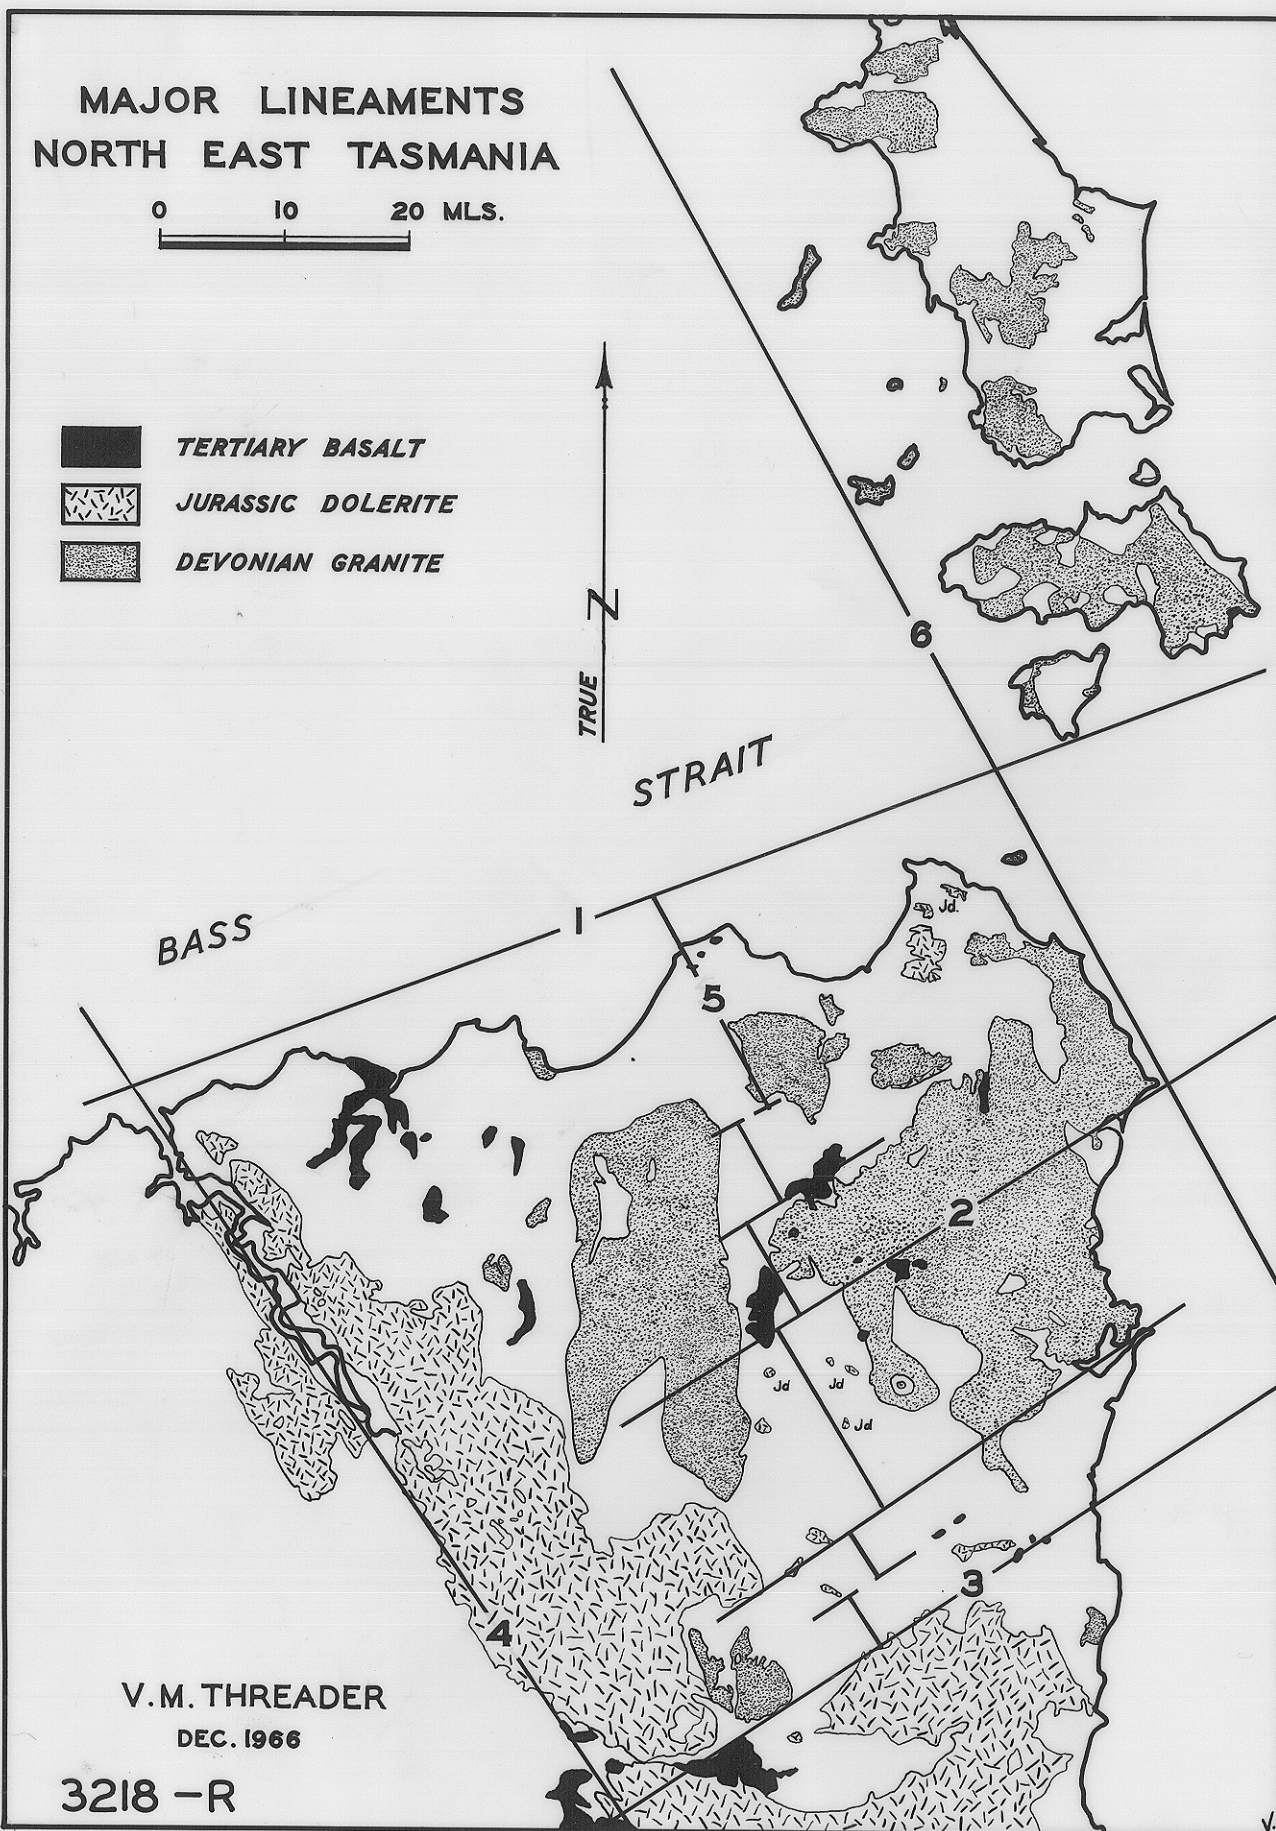 MAJOR LINEAMENTS
NORTH EAST TASMANIA
0 10 20 MLS.
TERTIARY BASALT
JURASSIC DOLERITE
DEVONIAN GRANITE
TRUE
N
6
STRAIT
BASS
1
Jd.
5
2
Jd
Jd
Jd
3
4
V.M. THREADER
DEC. 1966
3218 - R
V.